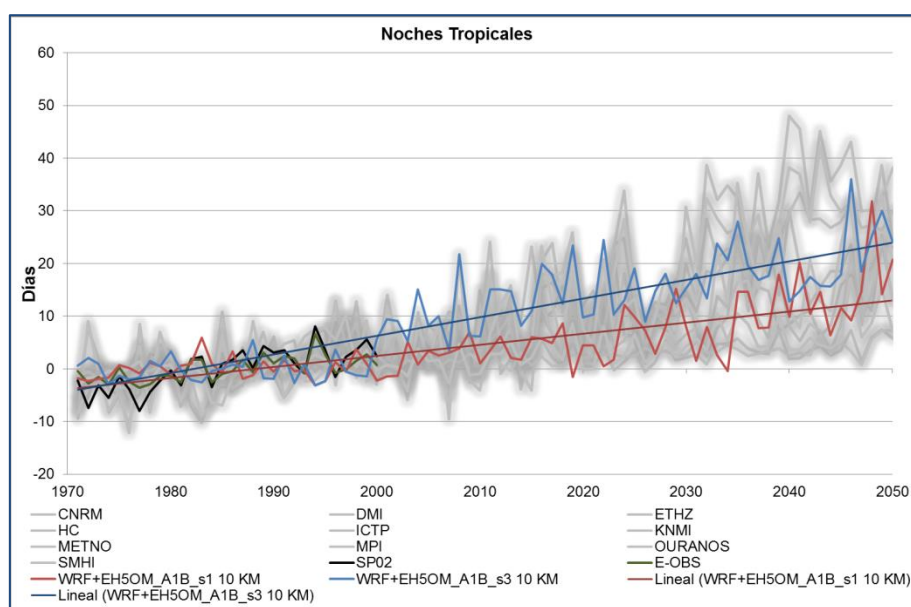 Noches Tropicales
60
50
40
30
20
10
0
-10
-20
Días
1970 1980 1990 2000 2010 2020 2030 2040 2050
CNRM DMI ETHZ
HC ICTP KNMI
METNO MPI OURANOS
SMHI SP02 E-OBS
WRF+EH5OM_A1B_s1 10 KM WRF+EH5OM_A1B_s3 10 KM Lineal (WRF+EH5OM_A1B_s1 10 KM)
Lineal (WRF+EH5OM_A1B_s3 10 KM)